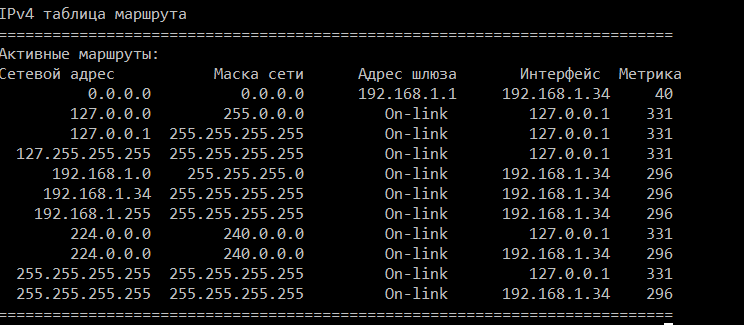 IPv4 таблица маршрута
===========================================================================
Активные маршруты:
Сетевой адрес           Маска сети      Адрес шлюза       Интерфейс  Метрика
          0.0.0.0          0.0.0.0      192.168.1.1     192.168.1.34     40
        127.0.0.0        255.0.0.0         On-link         127.0.0.1    331
        127.0.0.1  255.255.255.255         On-link         127.0.0.1    331
  127.255.255.255  255.255.255.255         On-link         127.0.0.1    331
      192.168.1.0    255.255.255.0         On-link      192.168.1.34    296
     192.168.1.34  255.255.255.255         On-link      192.168.1.34    296
    192.168.1.255  255.255.255.255         On-link      192.168.1.34    296
        224.0.0.0        240.0.0.0         On-link         127.0.0.1    331
        224.0.0.0        240.0.0.0         On-link      192.168.1.34    296
  255.255.255.255  255.255.255.255         On-link         127.0.0.1    331
  255.255.255.255  255.255.255.255         On-link      192.168.1.34    296
===========================================================================